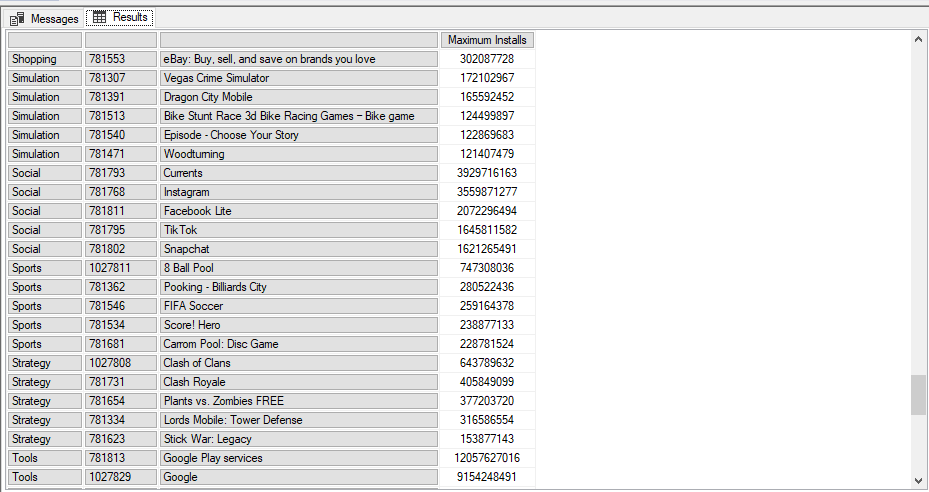 Messages Results
Maximum Installs
Shopping 781553 eBay: Buy, sell, and save on brands you love 302087728
Simulation 781307 Vegas Crime Simulator 172102967
Simulation 781391 Dragon City Mobile 165592452
Simulation 781513 Bike Stunt Race 3d Bike Racing Games – Bike game 124499897
Simulation 781540 Episode - Choose Your Story 122869683
Simulation 781471 Woodturning 121407479
Social 781793 Currents 3929716163
Social 781768 Instagram 3559871277
Social 781811 Facebook Lite 2072296494
Social 781795 TikTok 1645811582
Social 781802 Snapchat 1621265491
Sports 1027811 8 Ball Pool 747308036
Sports 781362 Pooking - Billiards City 280522436
Sports 781546 FIFA Soccer 259164378
Sports 781534 Score! Hero 238877133
Sports 781681 Carrom Pool: Disc Game 228781524
Strategy 1027808 Clash of Clans 643789632
Strategy 781731 Clash Royale 405849099
Strategy 781654 Plants vs. Zombies FREE 377203720
Strategy 781334 Lords Mobile: Tower Defense 316586554
Strategy 781623 Stick War: Legacy 153877143
Tools 781813 Google Play services 12057627016
Tools 1027829 Google 9154248491